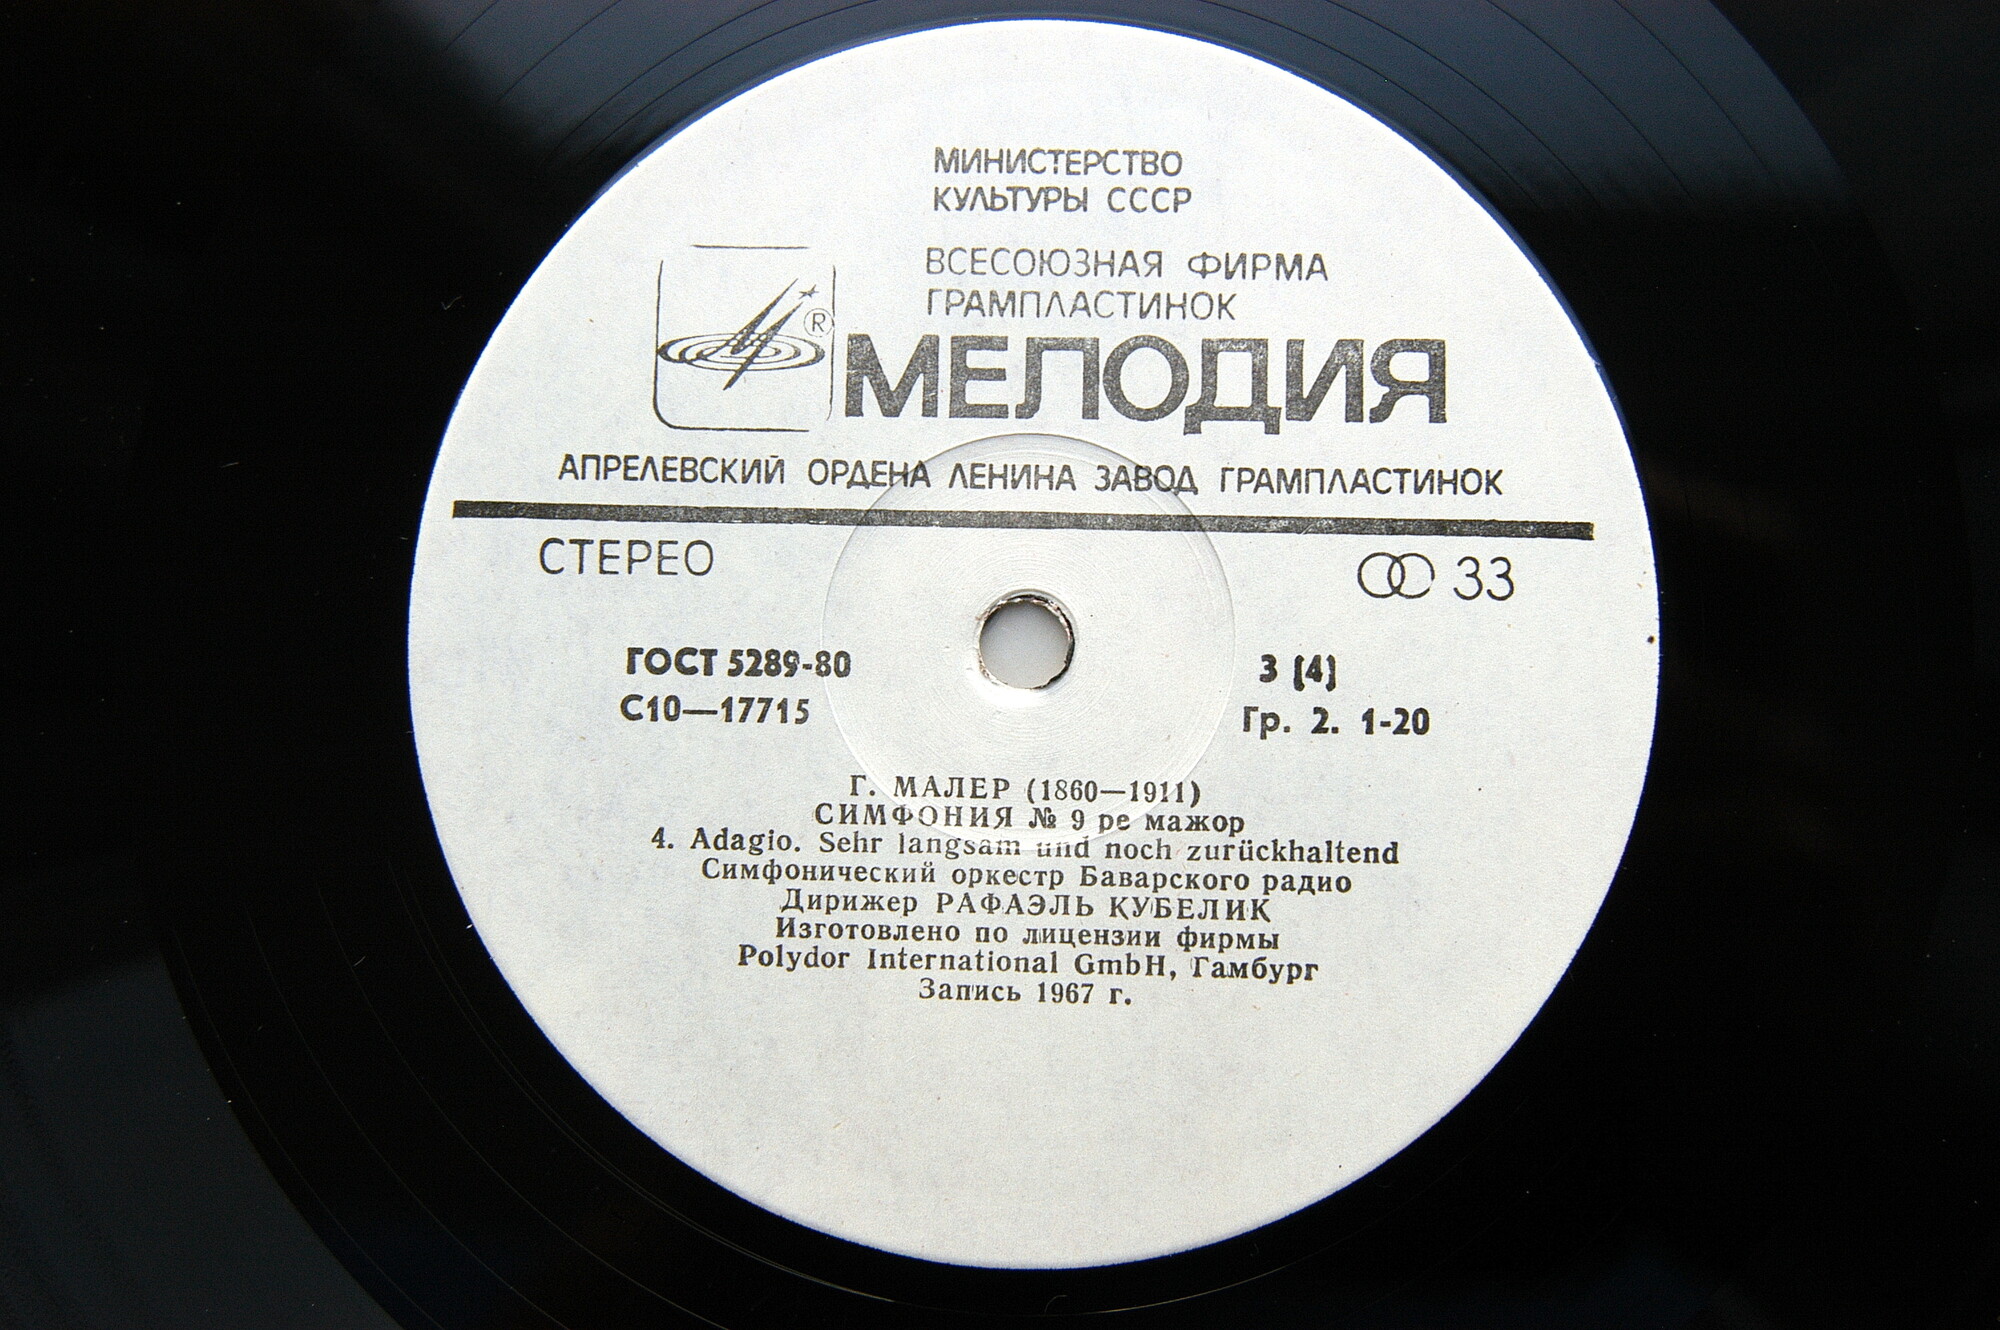 МИНИСТЕРСТВО
КУЛЬТУРЫ СССР
ВСЕСОЮЗНАЯ ФИРМА
ГРАМПЛАСТИНОК
®
МЕЛОДИЯ
АПРЕЛЕВСКИЙ ОРДЕНА ЛЕНИНА ЗАВОД ГРАМПЛАСТИНОК
СТЕРЕО 33
ГОСТ 5289-80 3 (4)
С10—17715 Гр. 2. 1-20
Г. МАЛЕР (1860—1911)
СИМФОНИЯ № 9 ре мажор
4. Adagio. Sehr langsam und noch zurückhaltend
Симфонический оркестр Баварского радио
Дирижер РАФАЭЛЬ КУБЕЛИК
Изготовлено по лицензии фирмы
Polydor International GmbH, Гамбург
Запись 1967 г.